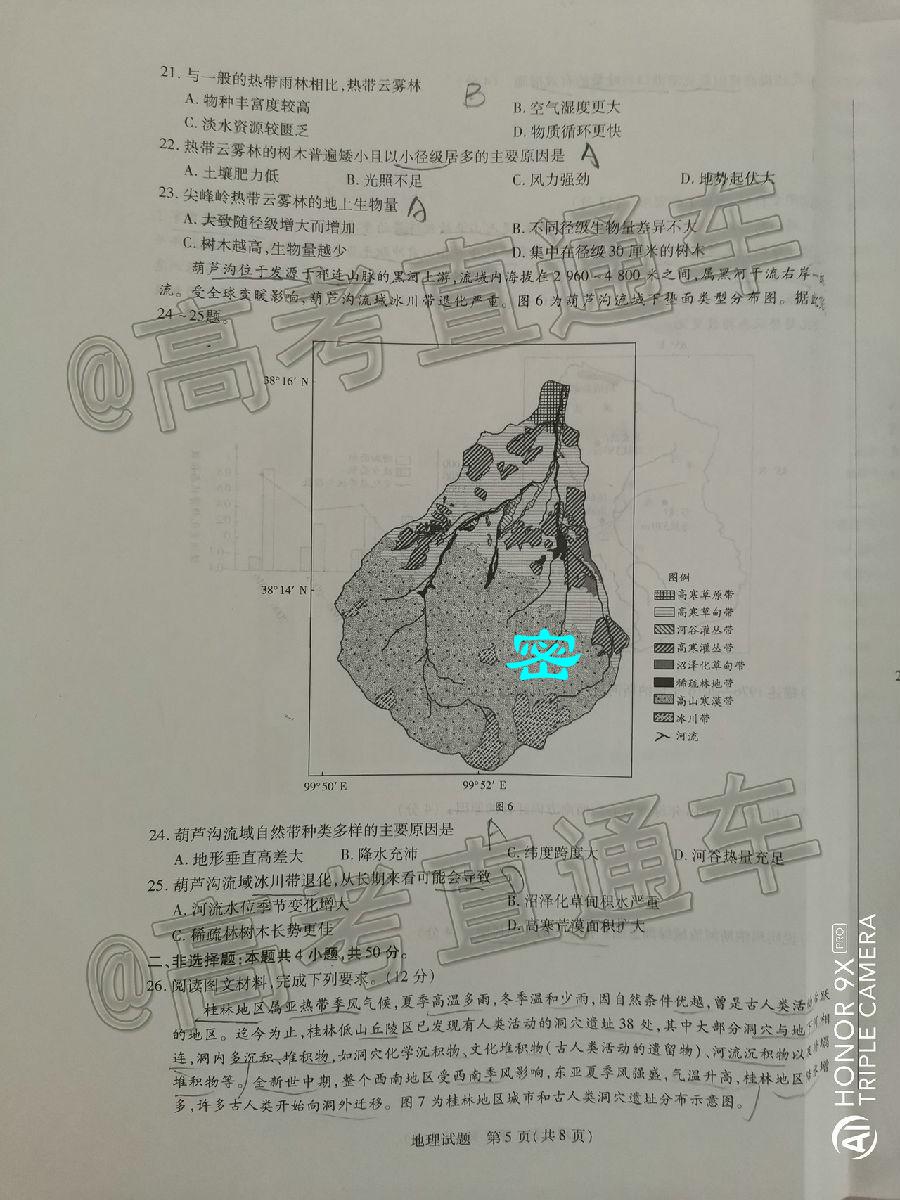 21. 与一般的热带雨林相比,热带云雾林
B
A. 物种丰富度较高 B. 空气湿度更大
C. 淡水资源较匮乏 D. 物质循环更快
22. 热带云雾林的树木普遍矮小且以小径级居多的主要原因是 A
A. 土壤肥力低 B. 光照不足 C. 风力强劲 D. 地势起伏大
23. 尖峰岭热带云雾林的地上生物量
A. 大致随径级增大而增加 B. 不同径级生物量差异不大
C. 树木越高,生物量越少 D. 集中在径级30厘米的树木
葫芦沟位于发源于祁连山脉的黑河上游,流域内海拔在2 960~4 800米之间,属黑河干流右岸一
流。受全球变暖影响,葫芦沟流域冰川带退化严重。图6为葫芦沟流域下垫面类型分布图。据
24~25题。
@高考直通车
38°16′ N
38°14′ N
密
图例
高寒草原带
高寒草甸带
河谷灌丛带
高寒灌丛带
沼泽化草甸带
稀疏林地带
高山寒漠带
冰川带
河流
99°50′ E 99°52′ E
图6
24. 葫芦沟流域自然带种类多样的主要原因是 A
A. 地形垂直高差大 B. 降水充沛 C. 纬度跨度大 D. 河谷热量充足
25. 葫芦沟流域冰川带退化,从长期来看可能会导致
A. 河流水位季节变化增大 B. 沼泽化草甸积水严重
C. 稀疏林树木长势更佳 D. 高寒荒漠面积扩大
@高考直通车
二、非选择题:本题共4小题,共50分。
26. 阅读图文材料,完成下列要求。(12分)
桂林地区属亚热带季风气候,夏季高温多雨,冬季温和少雨,因自然条件优越,曾是古人类活
的地区。迄今为止,桂林低山丘陵区已发现有人类活动的洞穴遗址38处,其中大部分洞穴与地
连,洞内多沉积、堆积物,如洞穴化学沉积物、文化堆积物(古人类活动的遗留物)、河流沉积物以
堆积物等。全新世中期,整个西南地区受西南季风影响,东亚夏季风强盛,气温升高,桂林地区
多,许多古人类开始向洞外迁移。图7为桂林地区城市和古人类洞穴遗址分布示意图。
地理试题 第5页(共8页)
HONOR 9X PRO
AI TRIPLE CAMERA